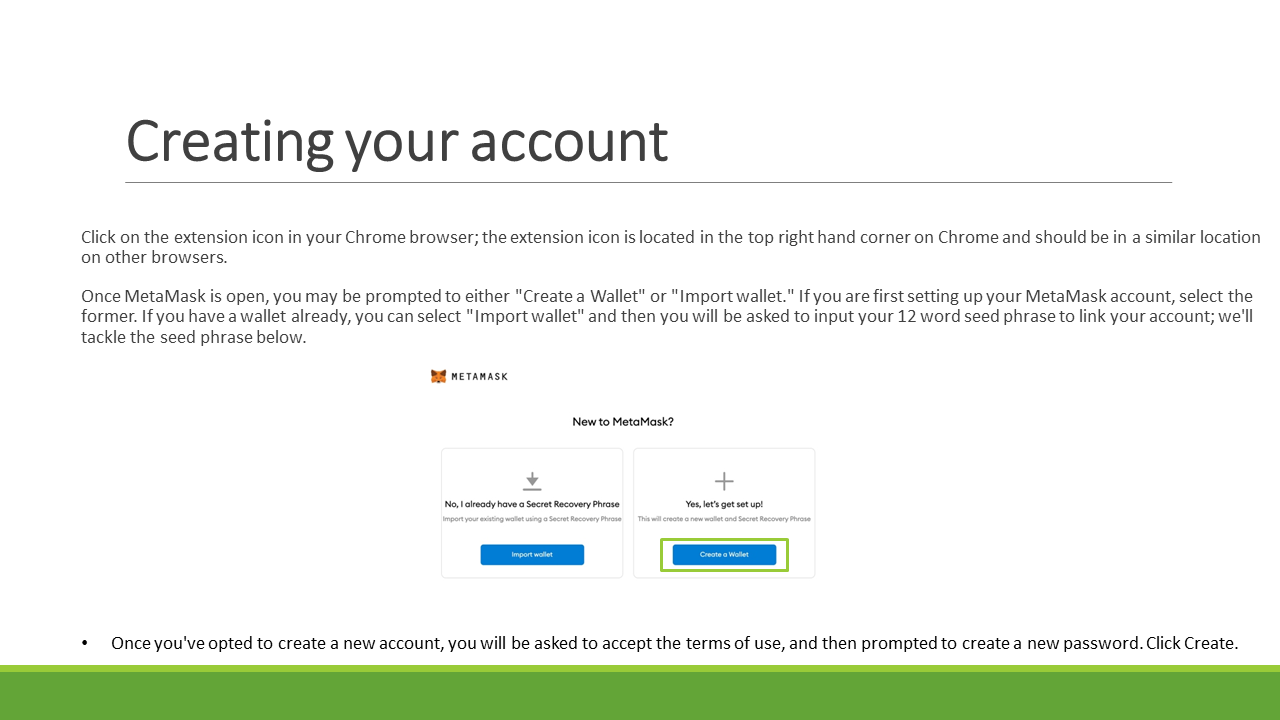 Creating your account
Click on the extension icon in your Chrome browser; the extension icon is located in the top right hand corner on Chrome and should be in a similar location
on other browsers.
Once MetaMask is open, you may be prompted to either "Create a Wallet" or "Import wallet." If you are first setting up your MetaMask account, select the
former. If you have a wallet already, you can select "Import wallet" and then you will be asked to input your 12 word seed phrase to link your account; we'll
tackle the seed phrase below.
METAMASK
New to MetaMask?
No, I already have a Secret Recovery Phrase
Import your existing wallet using a Secret Recovery Phrase
Import wallet
Yes, let's get set up!
This will create a new wallet and Secret Recovery Phrase
Create a Wallet
• Once you've opted to create a new account, you will be asked to accept the terms of use, and then prompted to create a new password. Click Create.